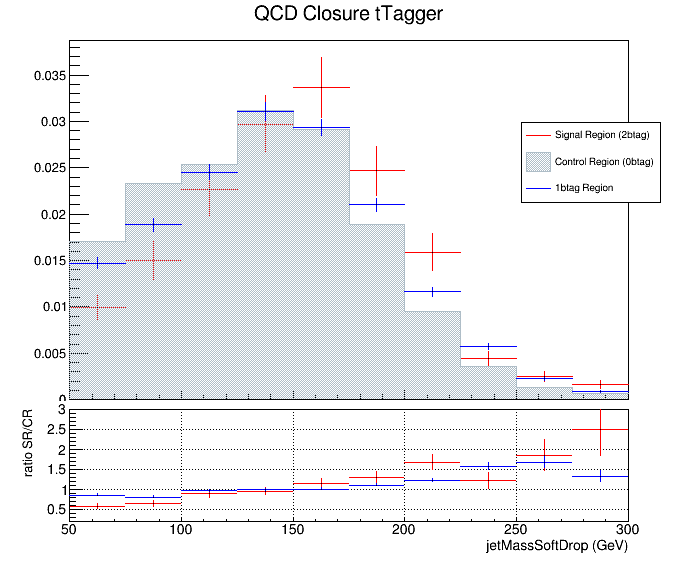 QCD Closure tTagger
0.035
0.03
0.025
0.02
0.015
0.01
0.005
0
Signal Region (2btag)
Control Region (0btag)
1btag Region
ratio SR/CR
3
2.5
2
1.5
1
0.5
50 100 150 200 250 300
jetMassSoftDrop (GeV)